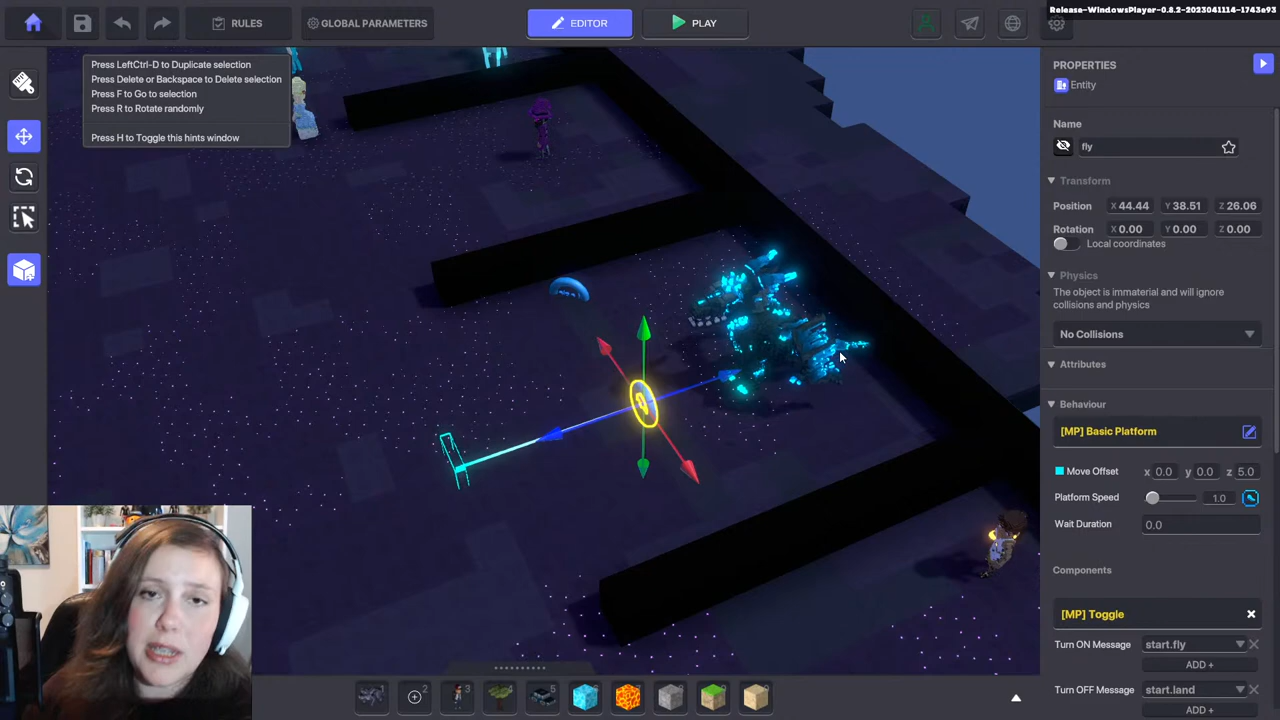 RULES
GLOBAL PARAMETERS
EDITOR
PLAY
Release-WindowsPlayer-0.8.2-2023041114-1743e93
Press LeftCtrl-D to Duplicate selection
Press Delete or Backspace to Delete selection
Press F to Go to selection
Press R to Rotate randomly
Press H to Toggle this hints window
PROPERTIES
Entity
Name
fly
Transform
Position X 44.44 Y 38.51 Z 26.06
Rotation X 0.00 Y 0.00 Z 0.00
Local coordinates
Physics
The object is immaterial and will ignore
collisions and physics
No Collisions
Attributes
Behaviour
[MP] Basic Platform
Move Offset x 0.0 y 0.0 z 5.0
Platform Speed 1.0
Wait Duration 0.0
Components
[MP] Toggle
Turn ON Message start.fly
ADD +
Turn OFF Message start.land
ADD +
2 3 5